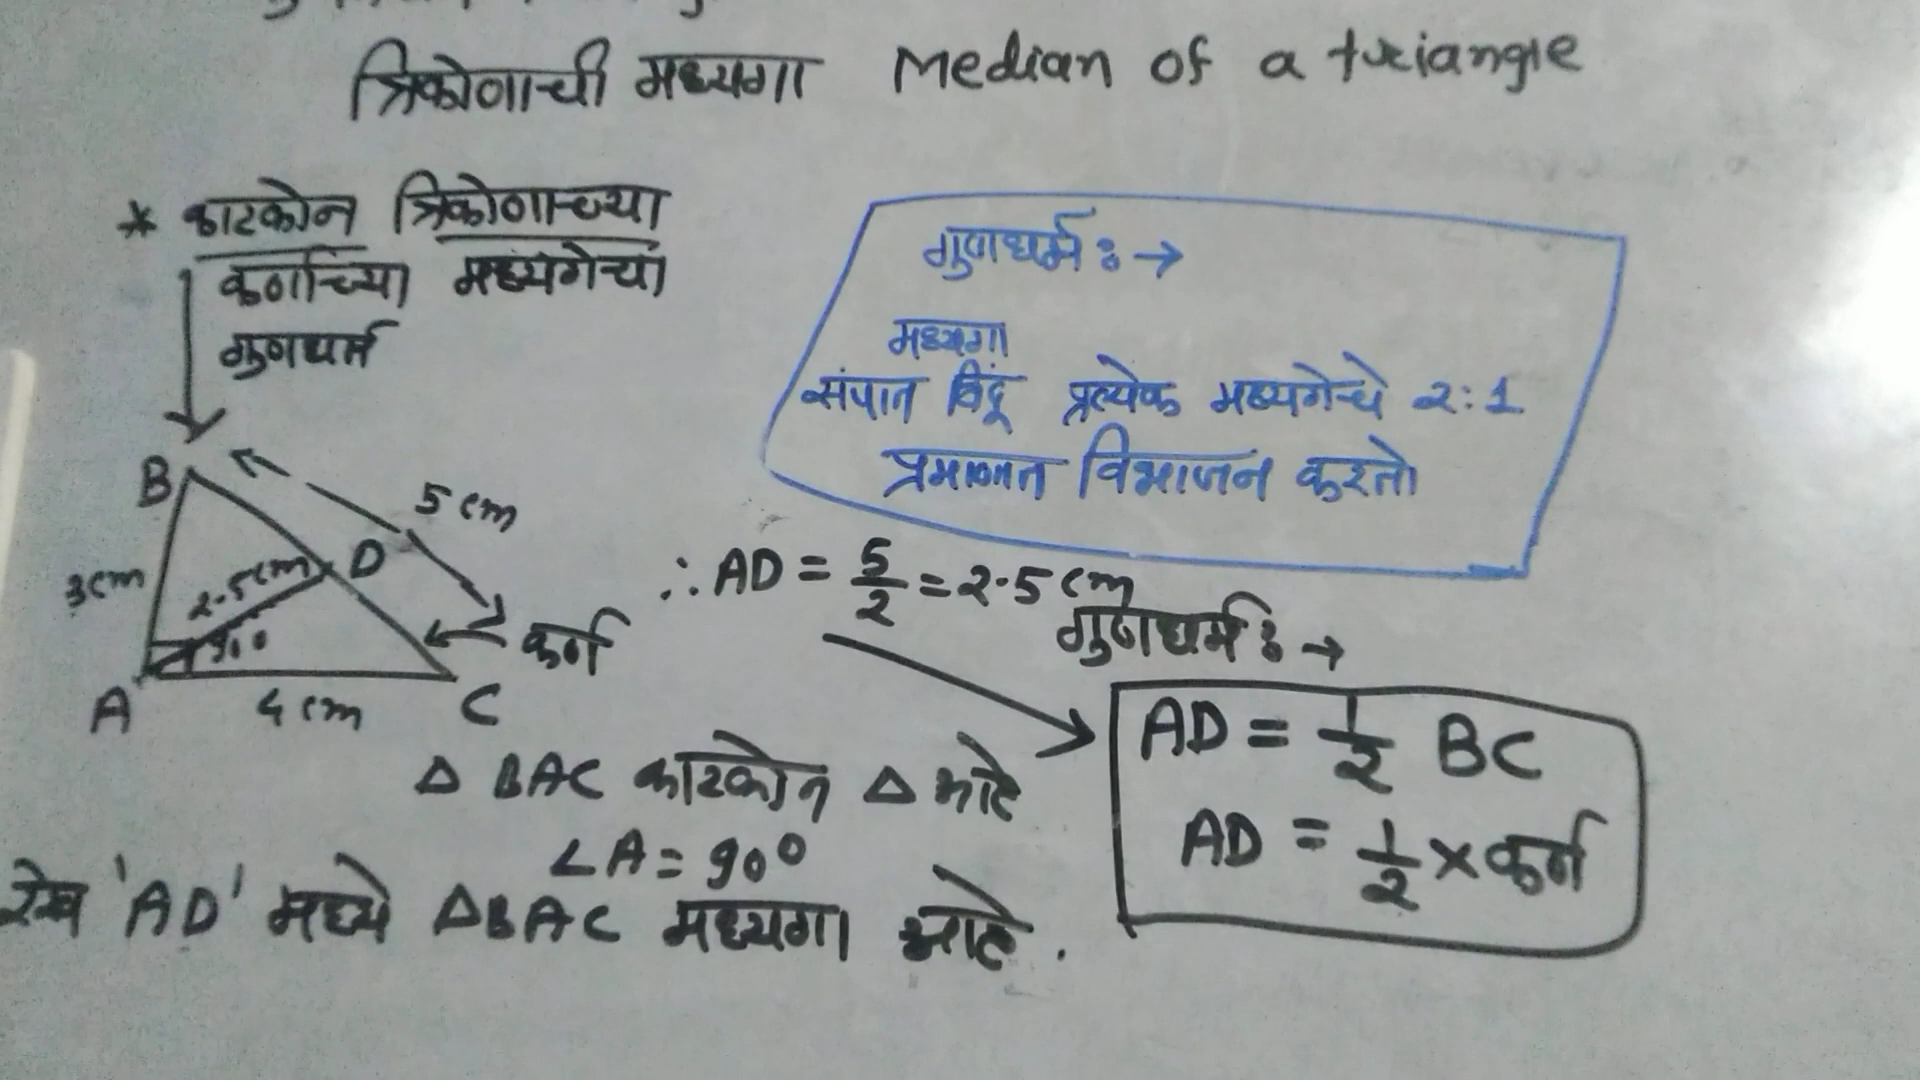 त्रिकोणाची मध्यगा Median of a triangle
* काटकोन त्रिकोणाच्या
कर्णाच्या मध्यगेचा
गुणधर्म
गुणधर्म :→
मध्यगा
संपात बिंदू प्रत्येक मध्यगेचे 2:1
प्रमाणात विभाजन करतो
B
5 cm
D
3cm
2.5cm
90°
A
4 cm
C
कर्ण
∴ AD = 5/2 = 2.5 cm
गुणधर्म :→
AD = 1/2 BC
AD = 1/2 × कर्ण
Δ BAC काटकोन Δ आहे
∠A = 90°
रेख 'AD' मध्ये ΔBAC मध्यगा आहे.